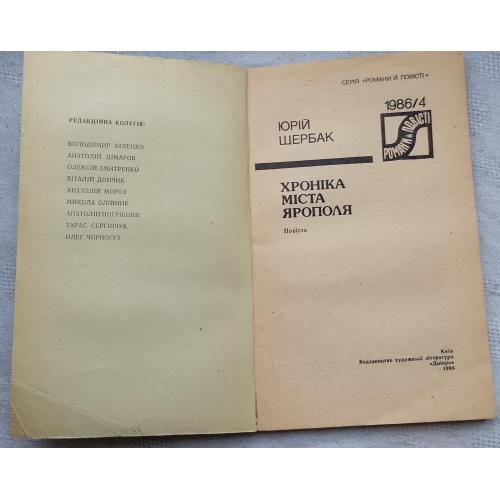 РЕДАКЦІЙНА КОЛЕГІЯ:
ВОЛОДИМИР БІЛЕНКО
АНАТОЛІЙ ДІМАРОВ
ОЛЕКСІЙ ДМИТРЕНКО
ВІТАЛІЙ ДОНЧИК
АНАТОЛІЙ МОРОЗ
МИКОЛА ОЛІЙНИК
АНАТОЛІЙ ПОГРІБНИЙ
ТАРАС СЕРГІЙЧУК
ОЛЕГ ЧОРНОГУЗ
СЕРІЯ «РОМАНИ Й ПОВІСТІ»
1986/4
РОМАНИ Й ПОВІСТІ
ЮРІЙ
ЩЕРБАК
ХРОНІКА
МІСТА
ЯРОПОЛЯ
Повість
Київ
Видавництво художньої літератури
«Дніпро»
1986